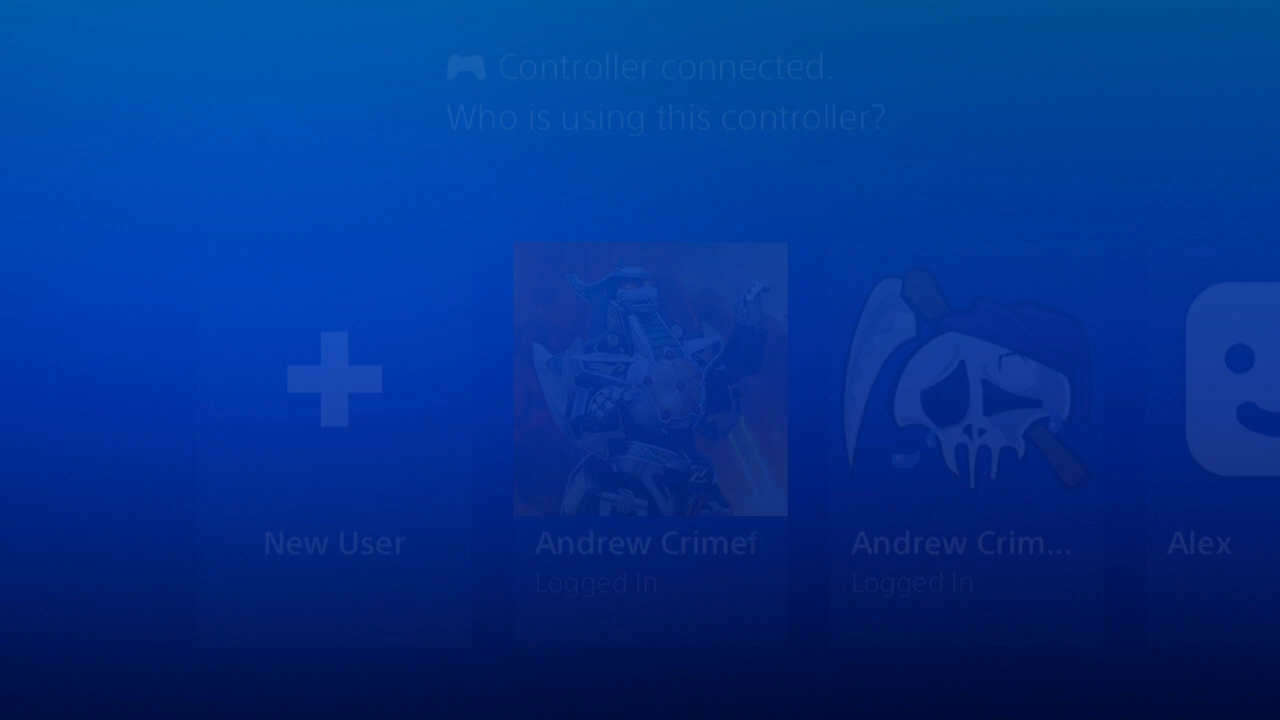 Controller connected.
Who is using this controller?
New User
Andrew Crimef
Logged In
Andrew Crim...
Logged In
Alex